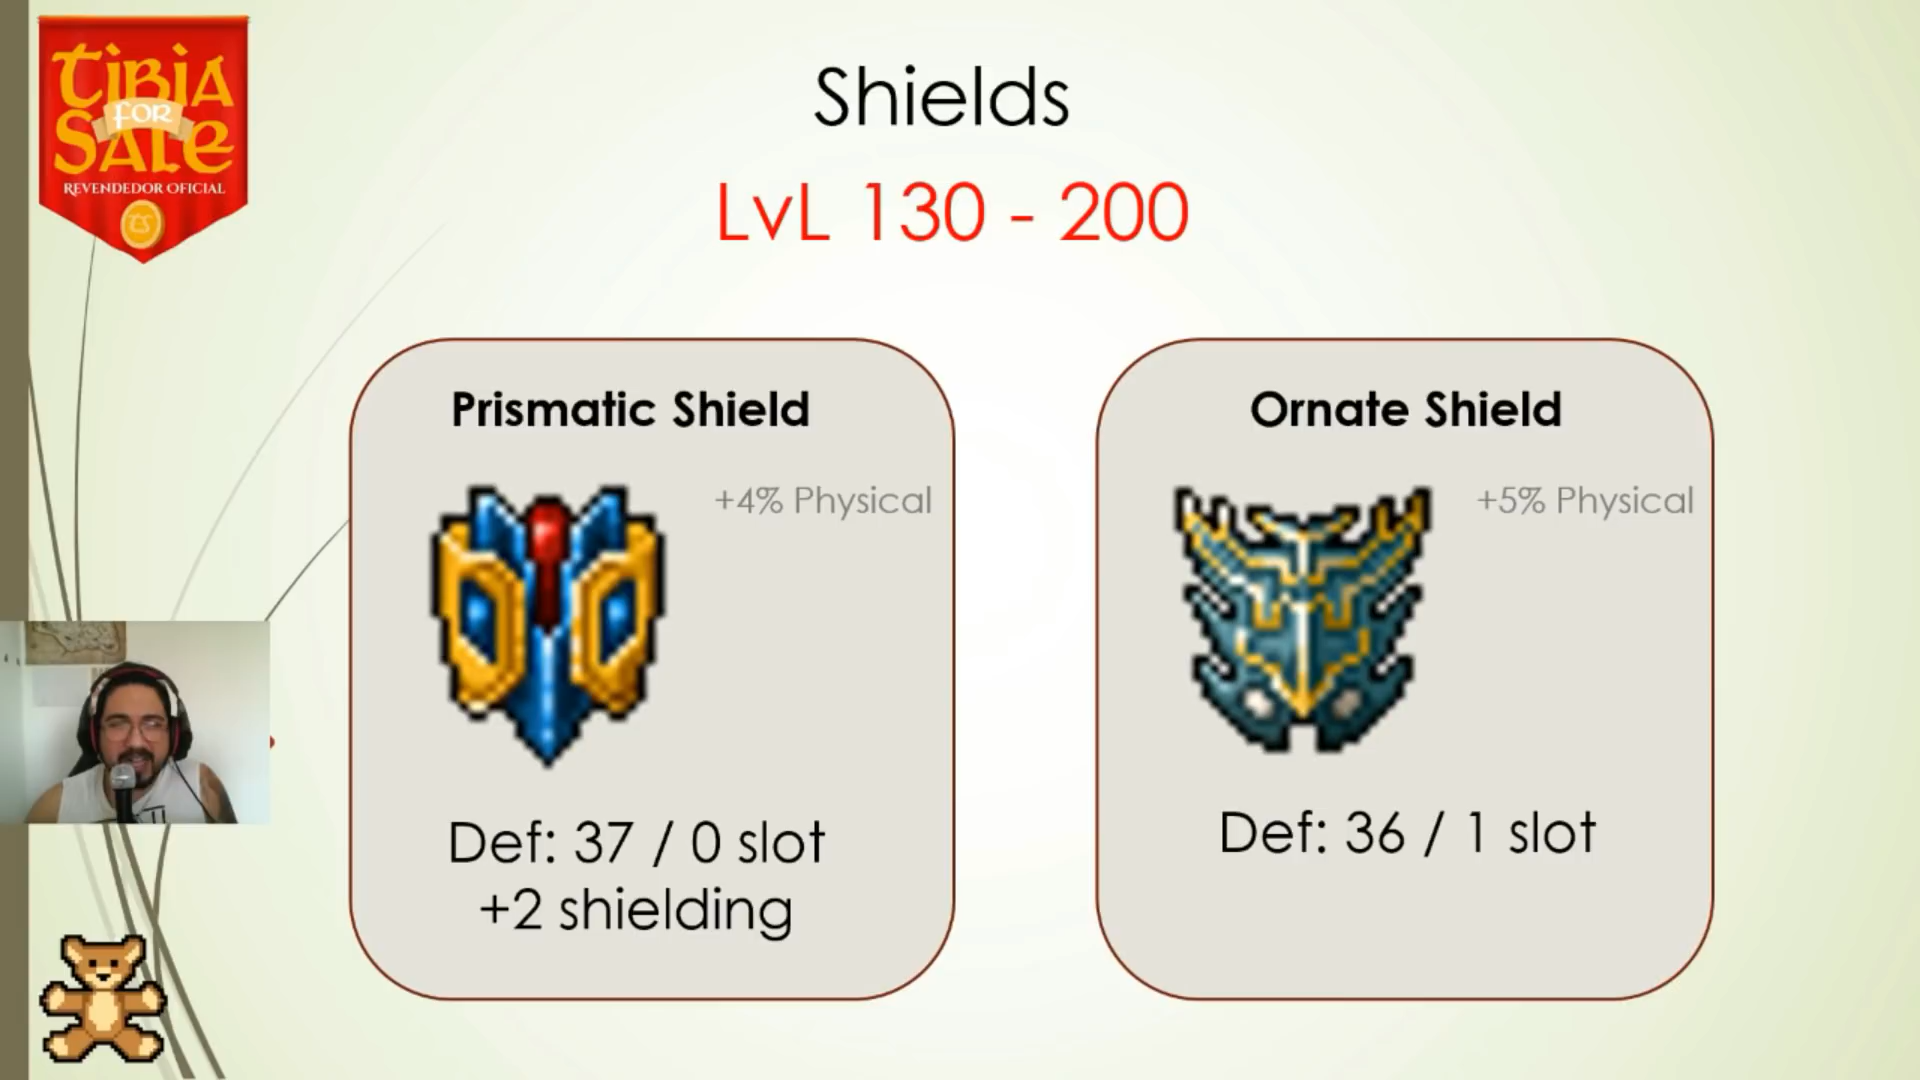 TIBIA
FOR
SALE
REVENDEDOR OFICIAL
TS
Shields
LvL 130 - 200
Prismatic Shield
+4% Physical
Def: 37 / 0 slot
+2 shielding
Ornate Shield
+5% Physical
Def: 36 / 1 slot